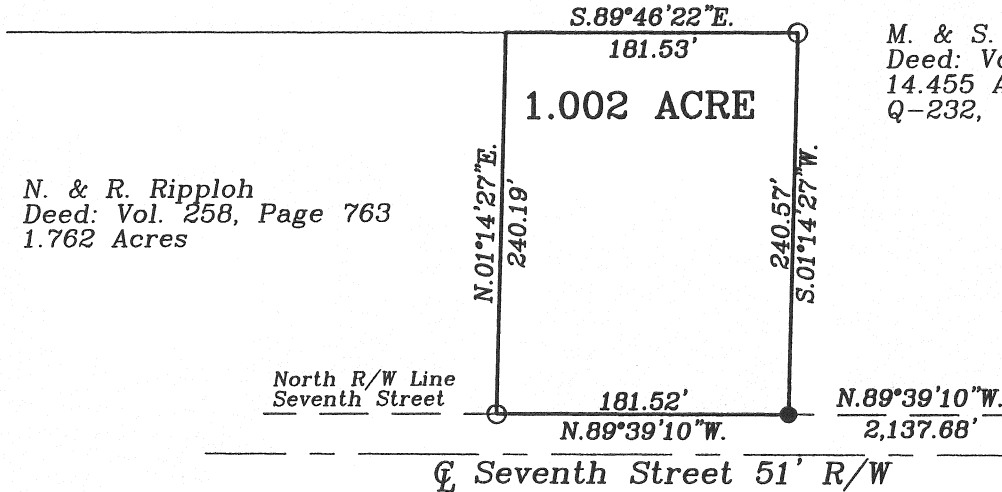 S.89°46'22"E.
181.53'
M. & S.
Deed: Vo
14.455 A
Q-232,
1.002 ACRE
N. & R. Ripploh
Deed: Vol. 258, Page 763
1.762 Acres
N.01°14'27"E.
240.19'
240.57'
S.01°14'27"W.
North R/W Line
Seventh Street
181.52'
N.89°39'10"W.
N.89°39'10"W.
2,137.68'
℄ Seventh Street 51' R/W